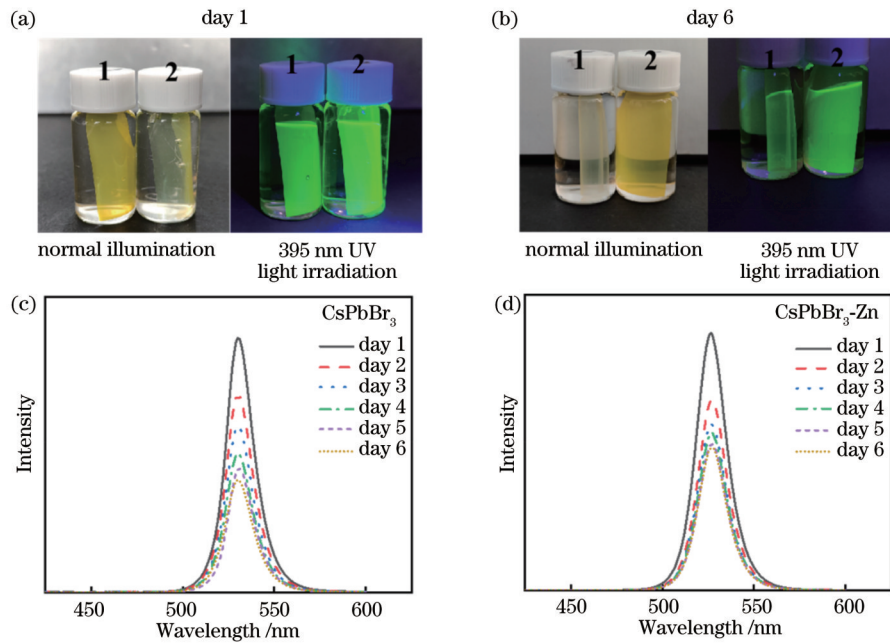 (a) day 1
1 2
1 2
normal illumination
395 nm UV
light irradiation
(b) day 6
1 2
1 2
normal illumination
395 nm UV
light irradiation
(c)
CsPbBr₃
day 1
day 2
day 3
day 4
day 5
day 6
Intensity
450 500 550 600
Wavelength /nm
(d)
CsPbBr₃-Zn
day 1
day 2
day 3
day 4
day 5
day 6
Intensity
450 500 550 600
Wavelength /nm